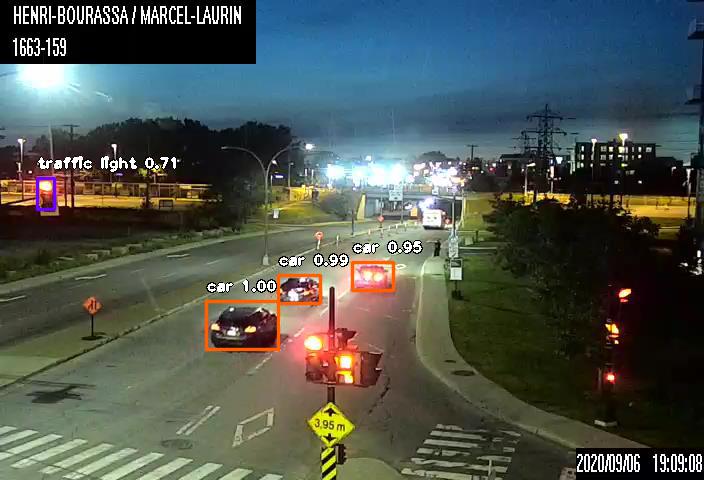 HENRI-BOURASSA / MARCEL-LAURIN
1663-159
traffic light 0.71
car 0.99
car 0.95
car 1.00
3,95 m
2020/09/06 19:09:08